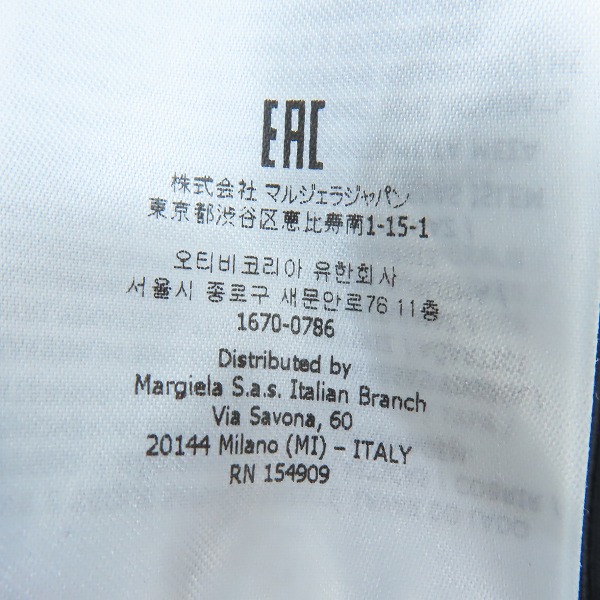 EAC
株式会社 マルジェラジャパン
東京都渋谷区恵比寿南1-15-1
오티비코리아 유한회사
서울시 종로구 새문안로76 11층
1670-0786
Distributed by
Margiela S.a.s. Italian Branch
Via Savona, 60
20144 Milano (MI) – ITALY
RN 154909